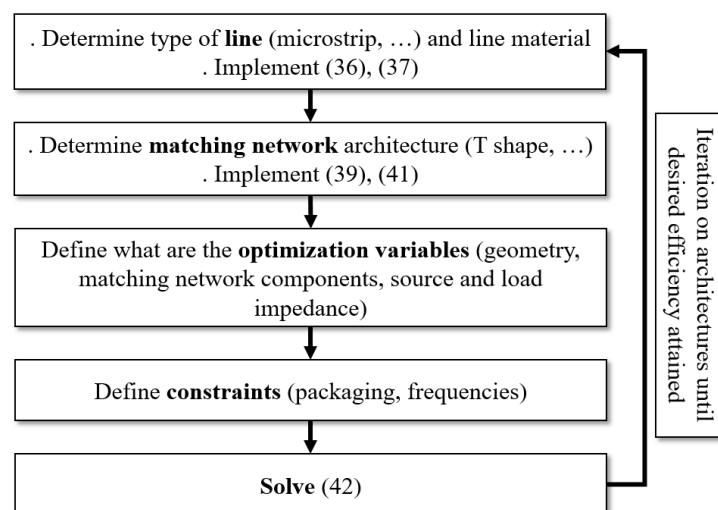 . Determine type of line (microstrip, …) and line material
. Implement (36), (37)
. Determine matching network architecture (T shape, …)
. Implement (39), (41)
Define what are the optimization variables (geometry,
matching network components, source and load
impedance)
Define constraints (packaging, frequencies)
Solve (42)
Iteration on architectures until
desired efficiency attained